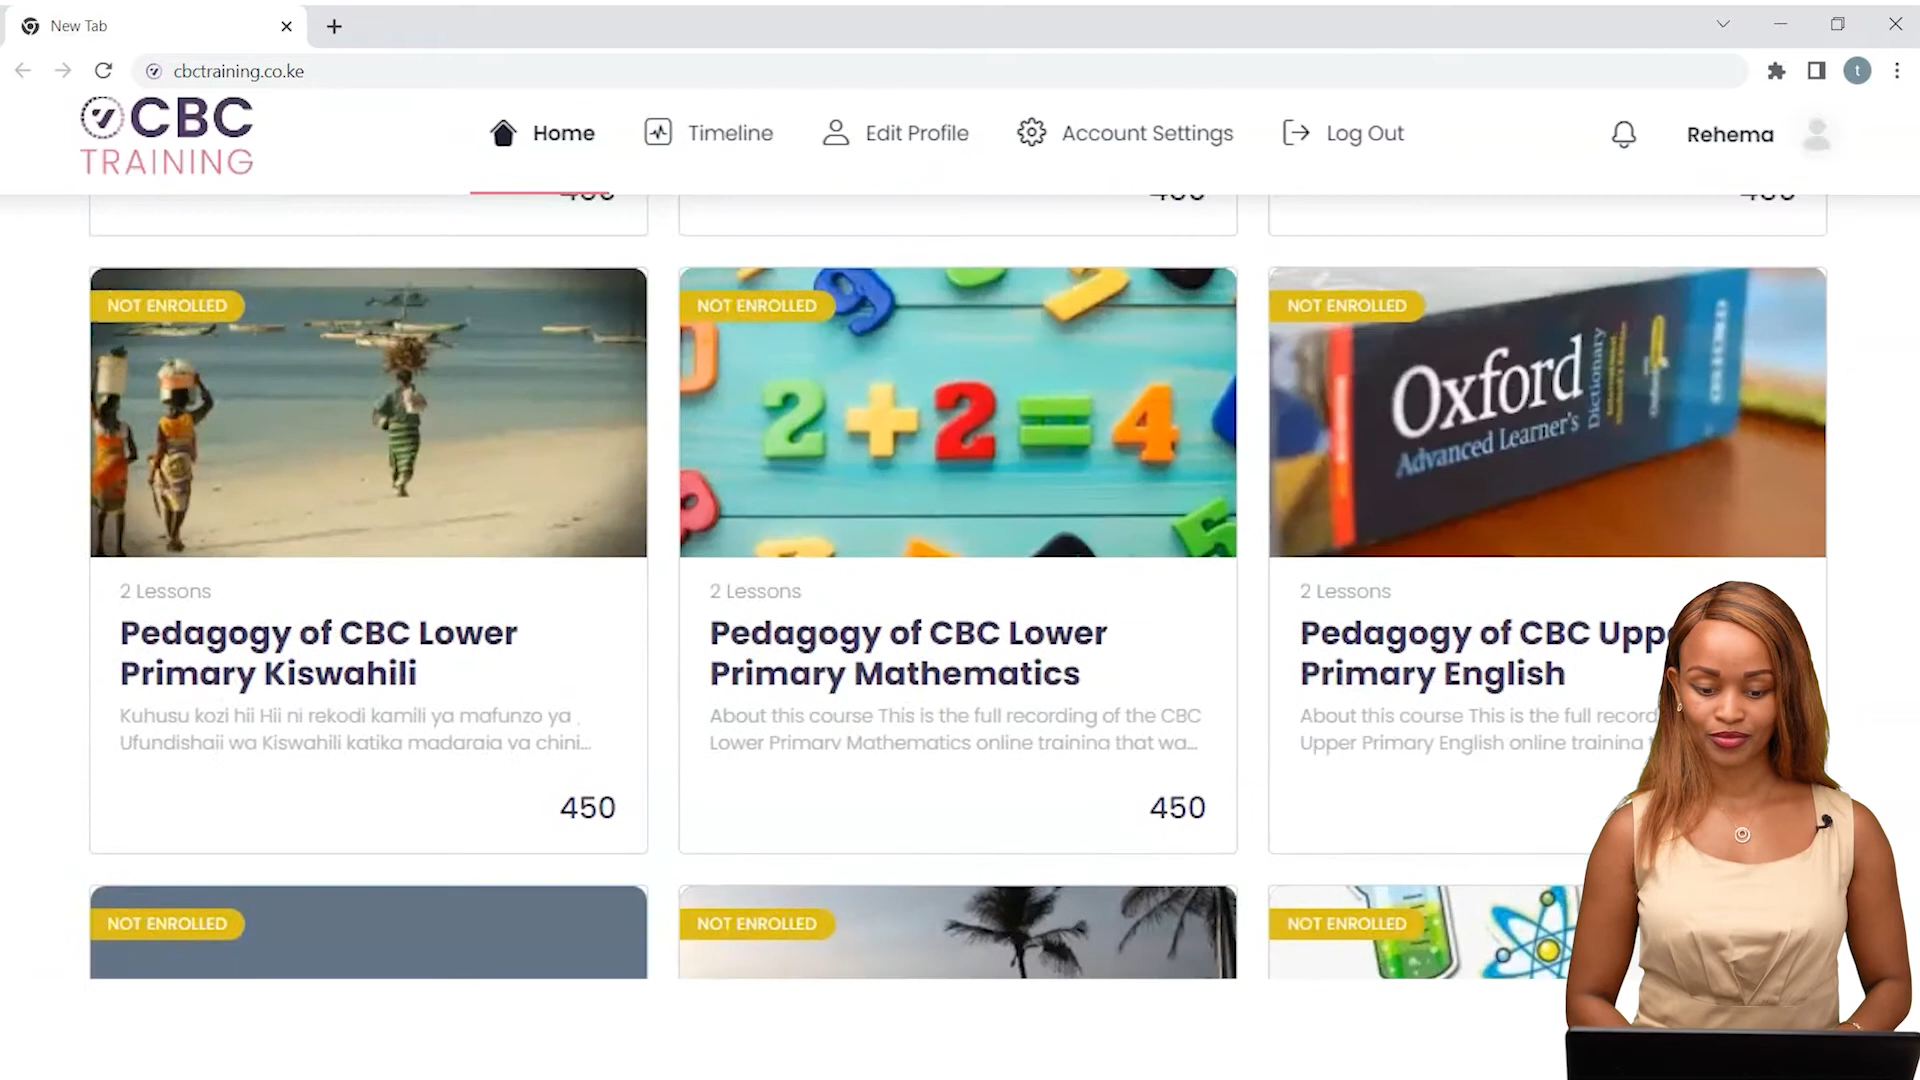 New Tab
cbctraining.co.ke
t
CBC
TRAINING
Home
Timeline
Edit Profile
Account Settings
Log Out
Rehema
NOT ENROLLED
NOT ENROLLED
NOT ENROLLED
2 + 2 = 4
Oxford
Advanced Learner's
Dictionary
2 Lessons
Pedagogy of CBC Lower
Primary Kiswahili
Kuhusu kozi hii Hii ni rekodi kamili ya mafunzo ya
Ufundishaji wa Kiswahili katika madaraja ya chini...
450
2 Lessons
Pedagogy of CBC Lower
Primary Mathematics
About this course This is the full recording of the CBC
Lower Primary Mathematics online training that wa...
450
2 Lessons
Pedagogy of CBC Upp
Primary English
About this course This is the full record
Upper Primary English online training
NOT ENROLLED
NOT ENROLLED
NOT ENROLLED